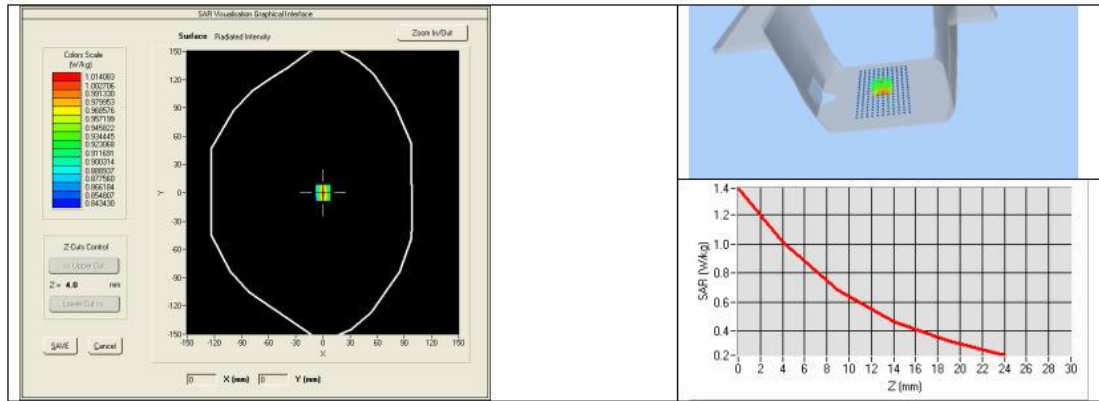 SAR Visualisation Graphical Interface
Surface Radiated Intensity
Zoom In/Out
Colors Scale
(W/kg)
1.014083
1.002706
0.991330
0.979953
0.968576
0.957199
0.945822
0.934445
0.923068
0.911691
0.900314
0.888937
0.877560
0.866184
0.854807
0.843430
Z-Cuts Control
<< Upper Cut
Z = 4.0 mm
Lower Cut >>
SAVE Cancel
Y
150
120
90
60
30
0
-30
-60
-90
-120
-150
-150 -120 -90 -60 -30 0 30 60 90 120 150
X
0 X (mm) 0 Y (mm)
SAR (W/kg)
1.4
1.2
1.0
0.8
0.6
0.4
0.2
0 2 4 6 8 10 12 14 16 18 20 22 24 26 28 30
Z (mm)